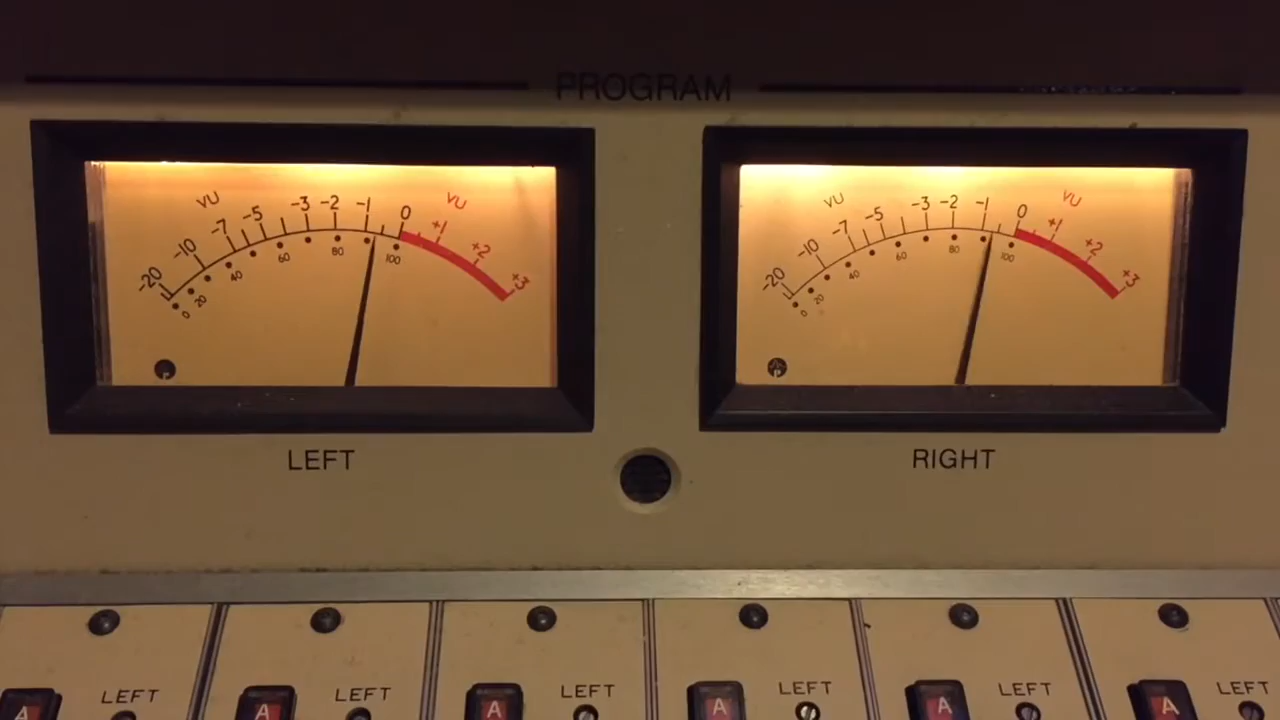 PROGRAM
VU VU
-20 -10 -7 -5 -3 -2 -1 0 +1 +2 +3
0 20 40 60 80 100
VU VU
-20 -10 -7 -5 -3 -2 -1 0 +1 +2 +3
0 20 40 60 80 100
LEFT RIGHT
LEFT LEFT LEFT LEFT LEFT LEFT
A A A A A A